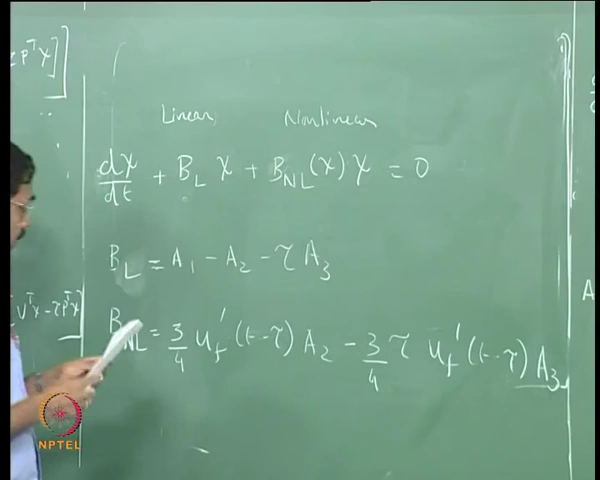 τ P^T χ]
Linear Nonlinear
dχ/dt + B_L χ + B_NL(χ) χ = 0
B_L = A_1 - A_2 - τ A_3
V^T χ - τ P^T χ]
B_NL = 3/4 u_f'(t-τ) A_2 - 3/4 τ u_f'(t-τ) A_3
A
NPTEL